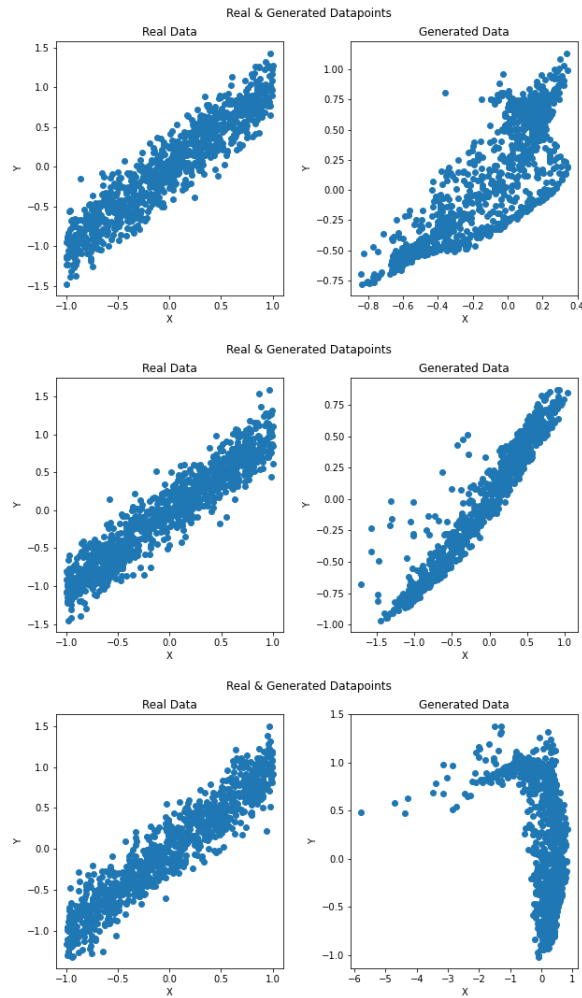 Real & Generated Datapoints
Real Data
Generated Data
1.5
1.0
0.5
0.0
−0.5
−1.0
−1.5
Y
−1.0 −0.5 0.0 0.5 1.0
X
1.00
0.75
0.50
0.25
0.00
−0.25
−0.50
−0.75
Y
−0.8 −0.6 −0.4 −0.2 0.0 0.2 0.4
X
Real & Generated Datapoints
Real Data
Generated Data
1.5
1.0
0.5
0.0
−0.5
−1.0
−1.5
Y
−1.0 −0.5 0.0 0.5 1.0
X
0.75
0.50
0.25
0.00
−0.25
−0.50
−0.75
−1.00
Y
−1.5 −1.0 −0.5 0.0 0.5 1.0
X
Real & Generated Datapoints
Real Data
Generated Data
1.5
1.0
0.5
0.0
−0.5
−1.0
Y
−1.0 −0.5 0.0 0.5 1.0
X
1.5
1.0
0.5
0.0
−0.5
−1.0
Y
−6 −5 −4 −3 −2 −1 0 1
X